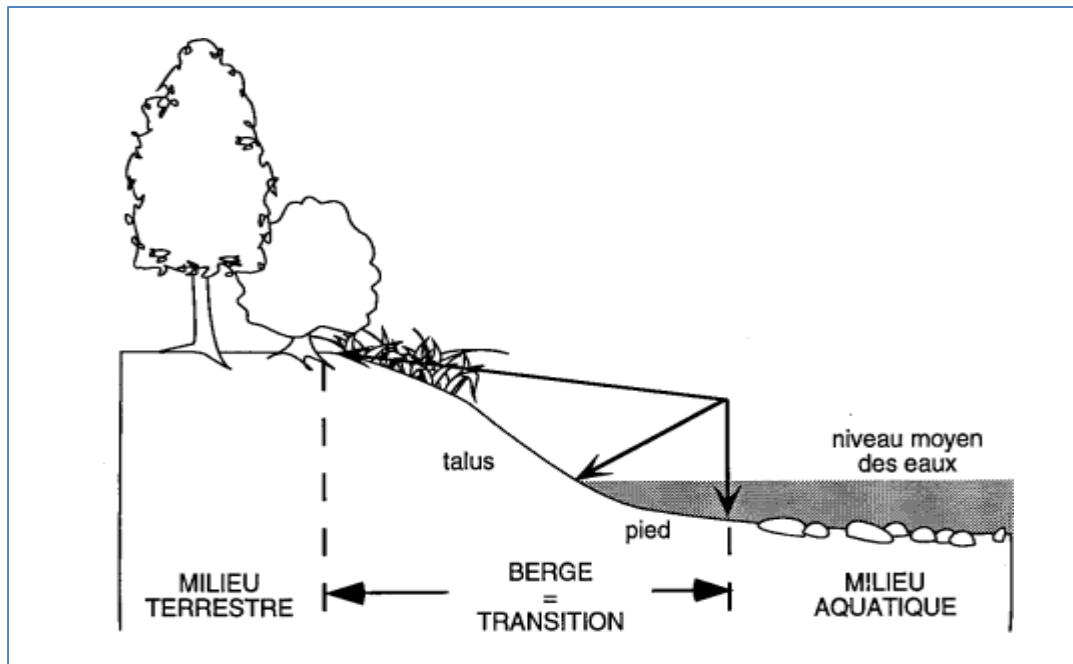 niveau moyen
des eaux
talus
pied
MILIEU
TERRESTRE
BERGE
=
TRANSITION
MILIEU
AQUATIQUE